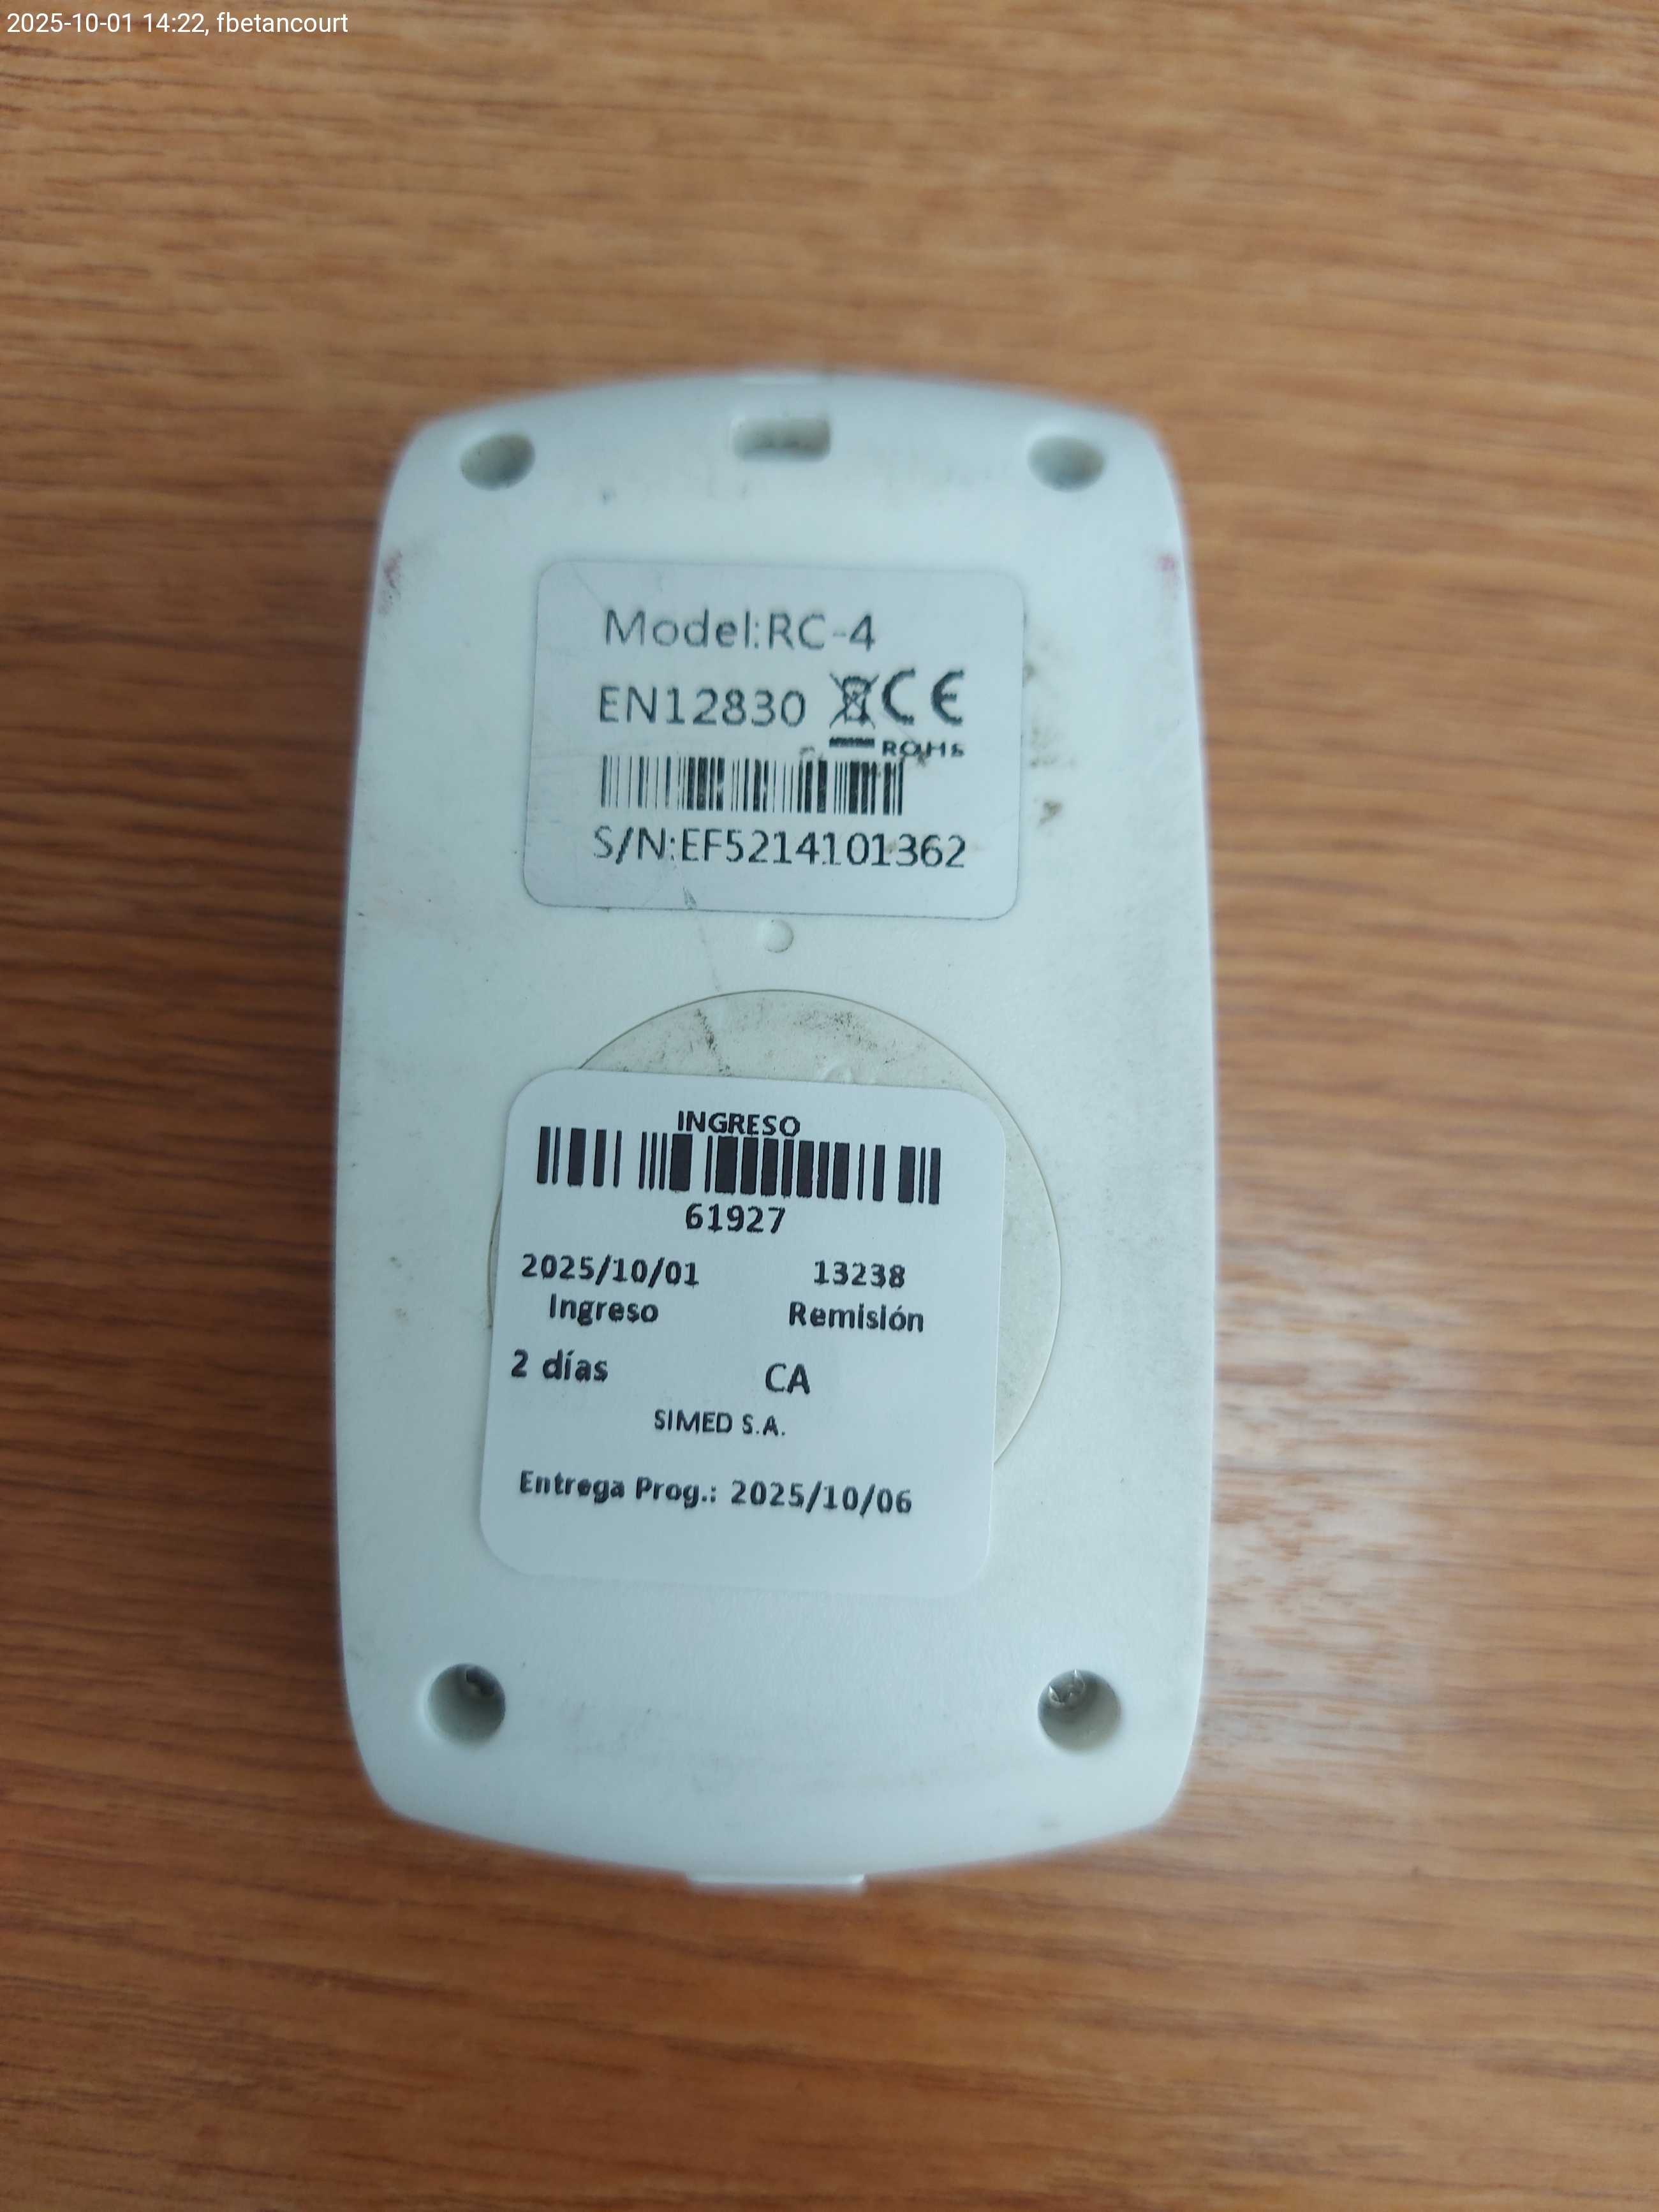 2025-10-01 14:22, fbetancourt
Model:RC-4
EN12830 CE
ROHS
S/N:EF5214101362
INGRESO
61927
2025/10/01 13238
Ingreso Remisión
2 días CA
SIMED S.A.
Entrega Prog.: 2025/10/06